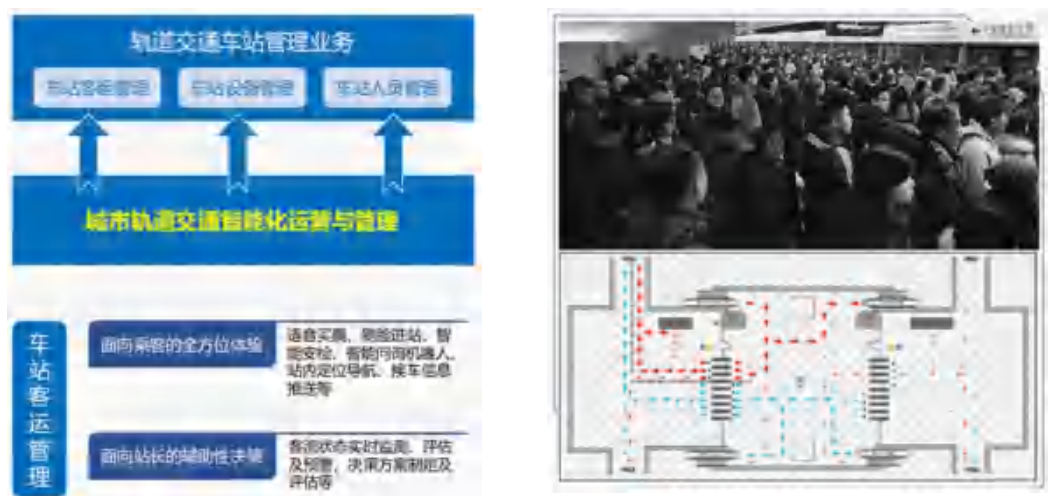 轨道交通车站管理业务
车站客运管理
车站设备管理
车站人员管理
城市轨道交通智能化运营与管理
车站客运管理
面向乘客的全方位体验
语音买票、刷脸进站、智
能安检、智能问询机器人、
站内定位导航、接车信息
推送等
面向站长的辅助性决策
客流状态实时监测、评估
及预警、决策方案制定及
评估等